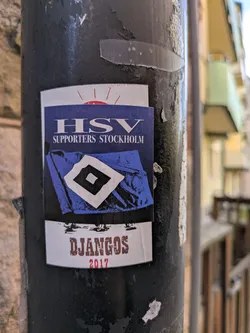 HSV
SUPPORTERS STOCKHOLM
DJANGOS
2017